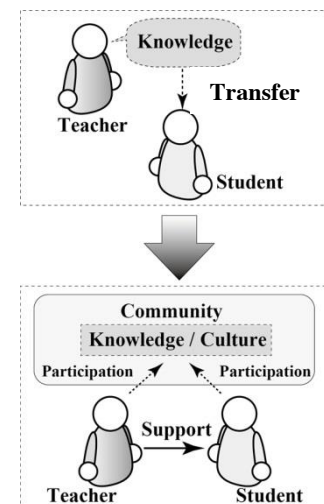 Knowledge
Transfer
Teacher
Student
Community
Knowledge / Culture
Participation Participation
Support
Teacher Student